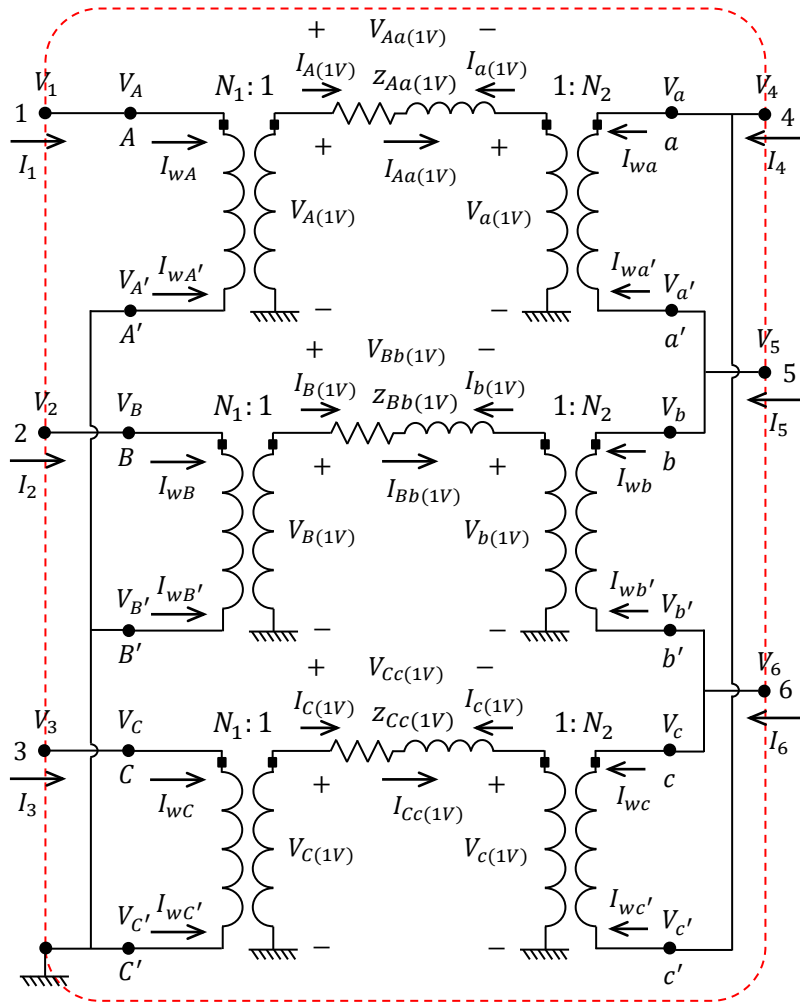 + V_{Aa(1V)} −
I_{A(1V)} z_{Aa(1V)} I_{a(1V)}
V_1 V_A N_1: 1 1: N_2 V_a V_4
1 A + I_{Aa(1V)} + a 4
I_1 I_{wA} I_{wa} I_4
V_{A(1V)} V_{a(1V)}
V_{A'} I_{wA'} I_{wa'} V_{a'}
A' − − a'
+ V_{Bb(1V)} − V_5
5
I_{B(1V)} z_{Bb(1V)} I_{b(1V)}
V_2 V_B N_1: 1 1: N_2 V_b I_5
2 B + I_{Bb(1V)} + b
I_2 I_{wB} I_{wb}
V_{B(1V)} V_{b(1V)}
V_{B'} I_{wB'} I_{wb'} V_{b'}
B' − − b'
+ V_{Cc(1V)} − V_6
6
I_{C(1V)} z_{Cc(1V)} I_{c(1V)}
V_3 V_C N_1: 1 1: N_2 V_c I_6
3 C + I_{Cc(1V)} + c
I_3 I_{wC} I_{wc}
V_{C(1V)} V_{c(1V)}
V_{C'} I_{wC'} I_{wc'} V_{c'}
C' − − c'